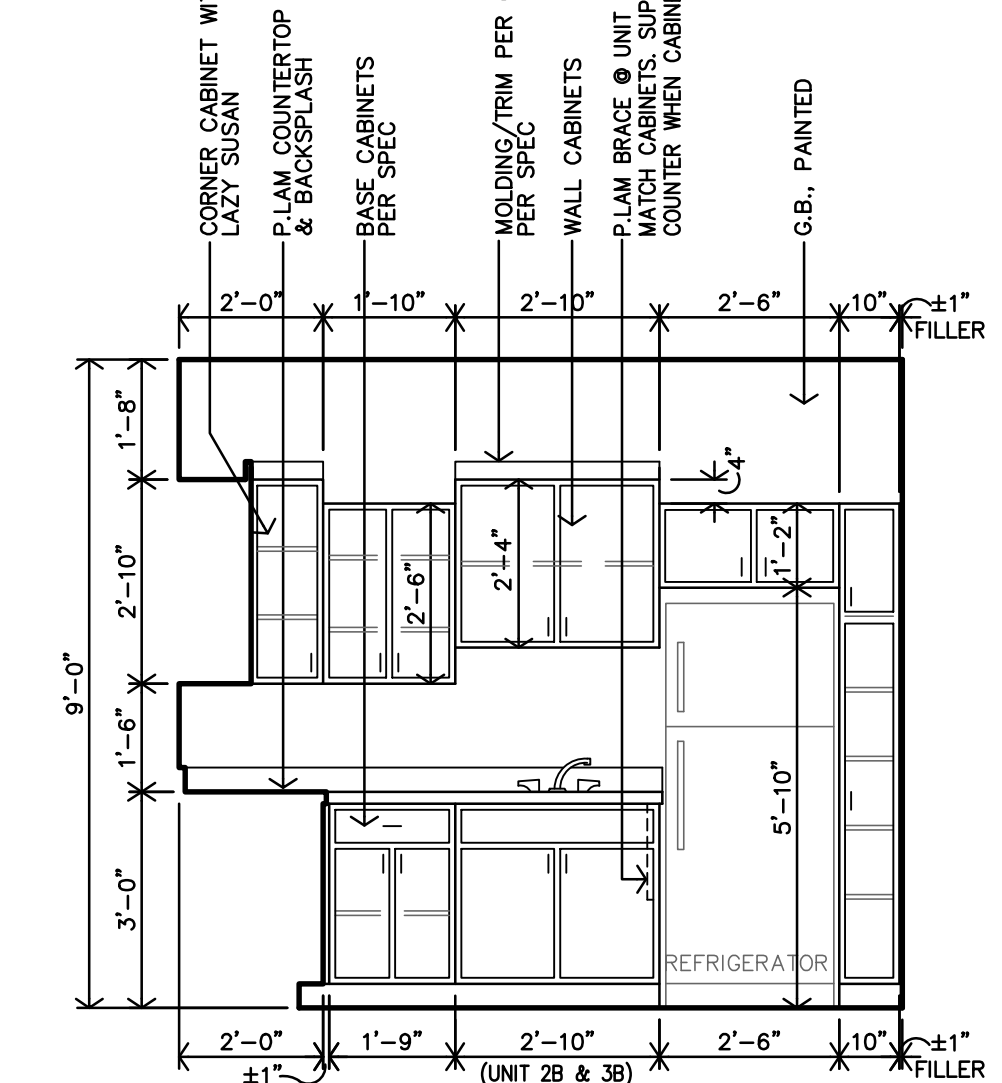 CORNER CABINET
LAZY SUSAN
P.LAM COUNTERTOP
& BACKSPLASH
BASE CABINETS
PER SPEC
MOLDING/TRIM PER
PER SPEC
WALL CABINETS
P.LAM BRACE @ UNIT
MATCH CABINETS.
COUNTER WHEN
G.B., PAINTED
2'-0" 1'-10" 2'-10" 2'-6" 10" ±1"
FILLER
1'-8"
4"
2'-10"
2'-6"
2'-4"
1'-2"
9'-0"
1'-6"
5'-10"
3'-0"
REFRIGERATOR
2'-0" 1'-9" 2'-10" 2'-6" 10" ±1"
±1" (UNIT 2B & 3B) FILLER